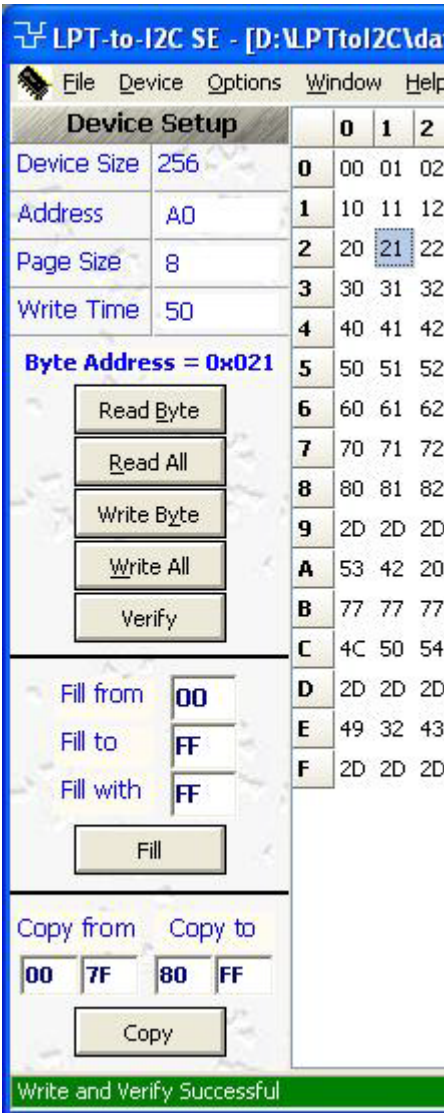 LPT-to-I2C SE - [D:\LPTtoI2C\da
File Device Options Window Help
Device Setup
0 1 2
Device Size 256
0 00 01 02
Address A0
1 10 11 12
Page Size 8
2 20 21 22
Write Time 50
3 30 31 32
4 40 41 42
Byte Address = 0x021
5 50 51 52
Read Byte
6 60 61 62
Read All
7 70 71 72
Write Byte
8 80 81 82
9 2D 2D 2D
Write All
A 53 42 20
Verify
B 77 77 77
C 4C 50 54
Fill from 00
D 2D 2D 2D
Fill to FF
E 49 32 43
Fill with FF
F 2D 2D 2D
Fill
Copy from Copy to
00 7F 80 FF
Copy
Write and Verify Successful